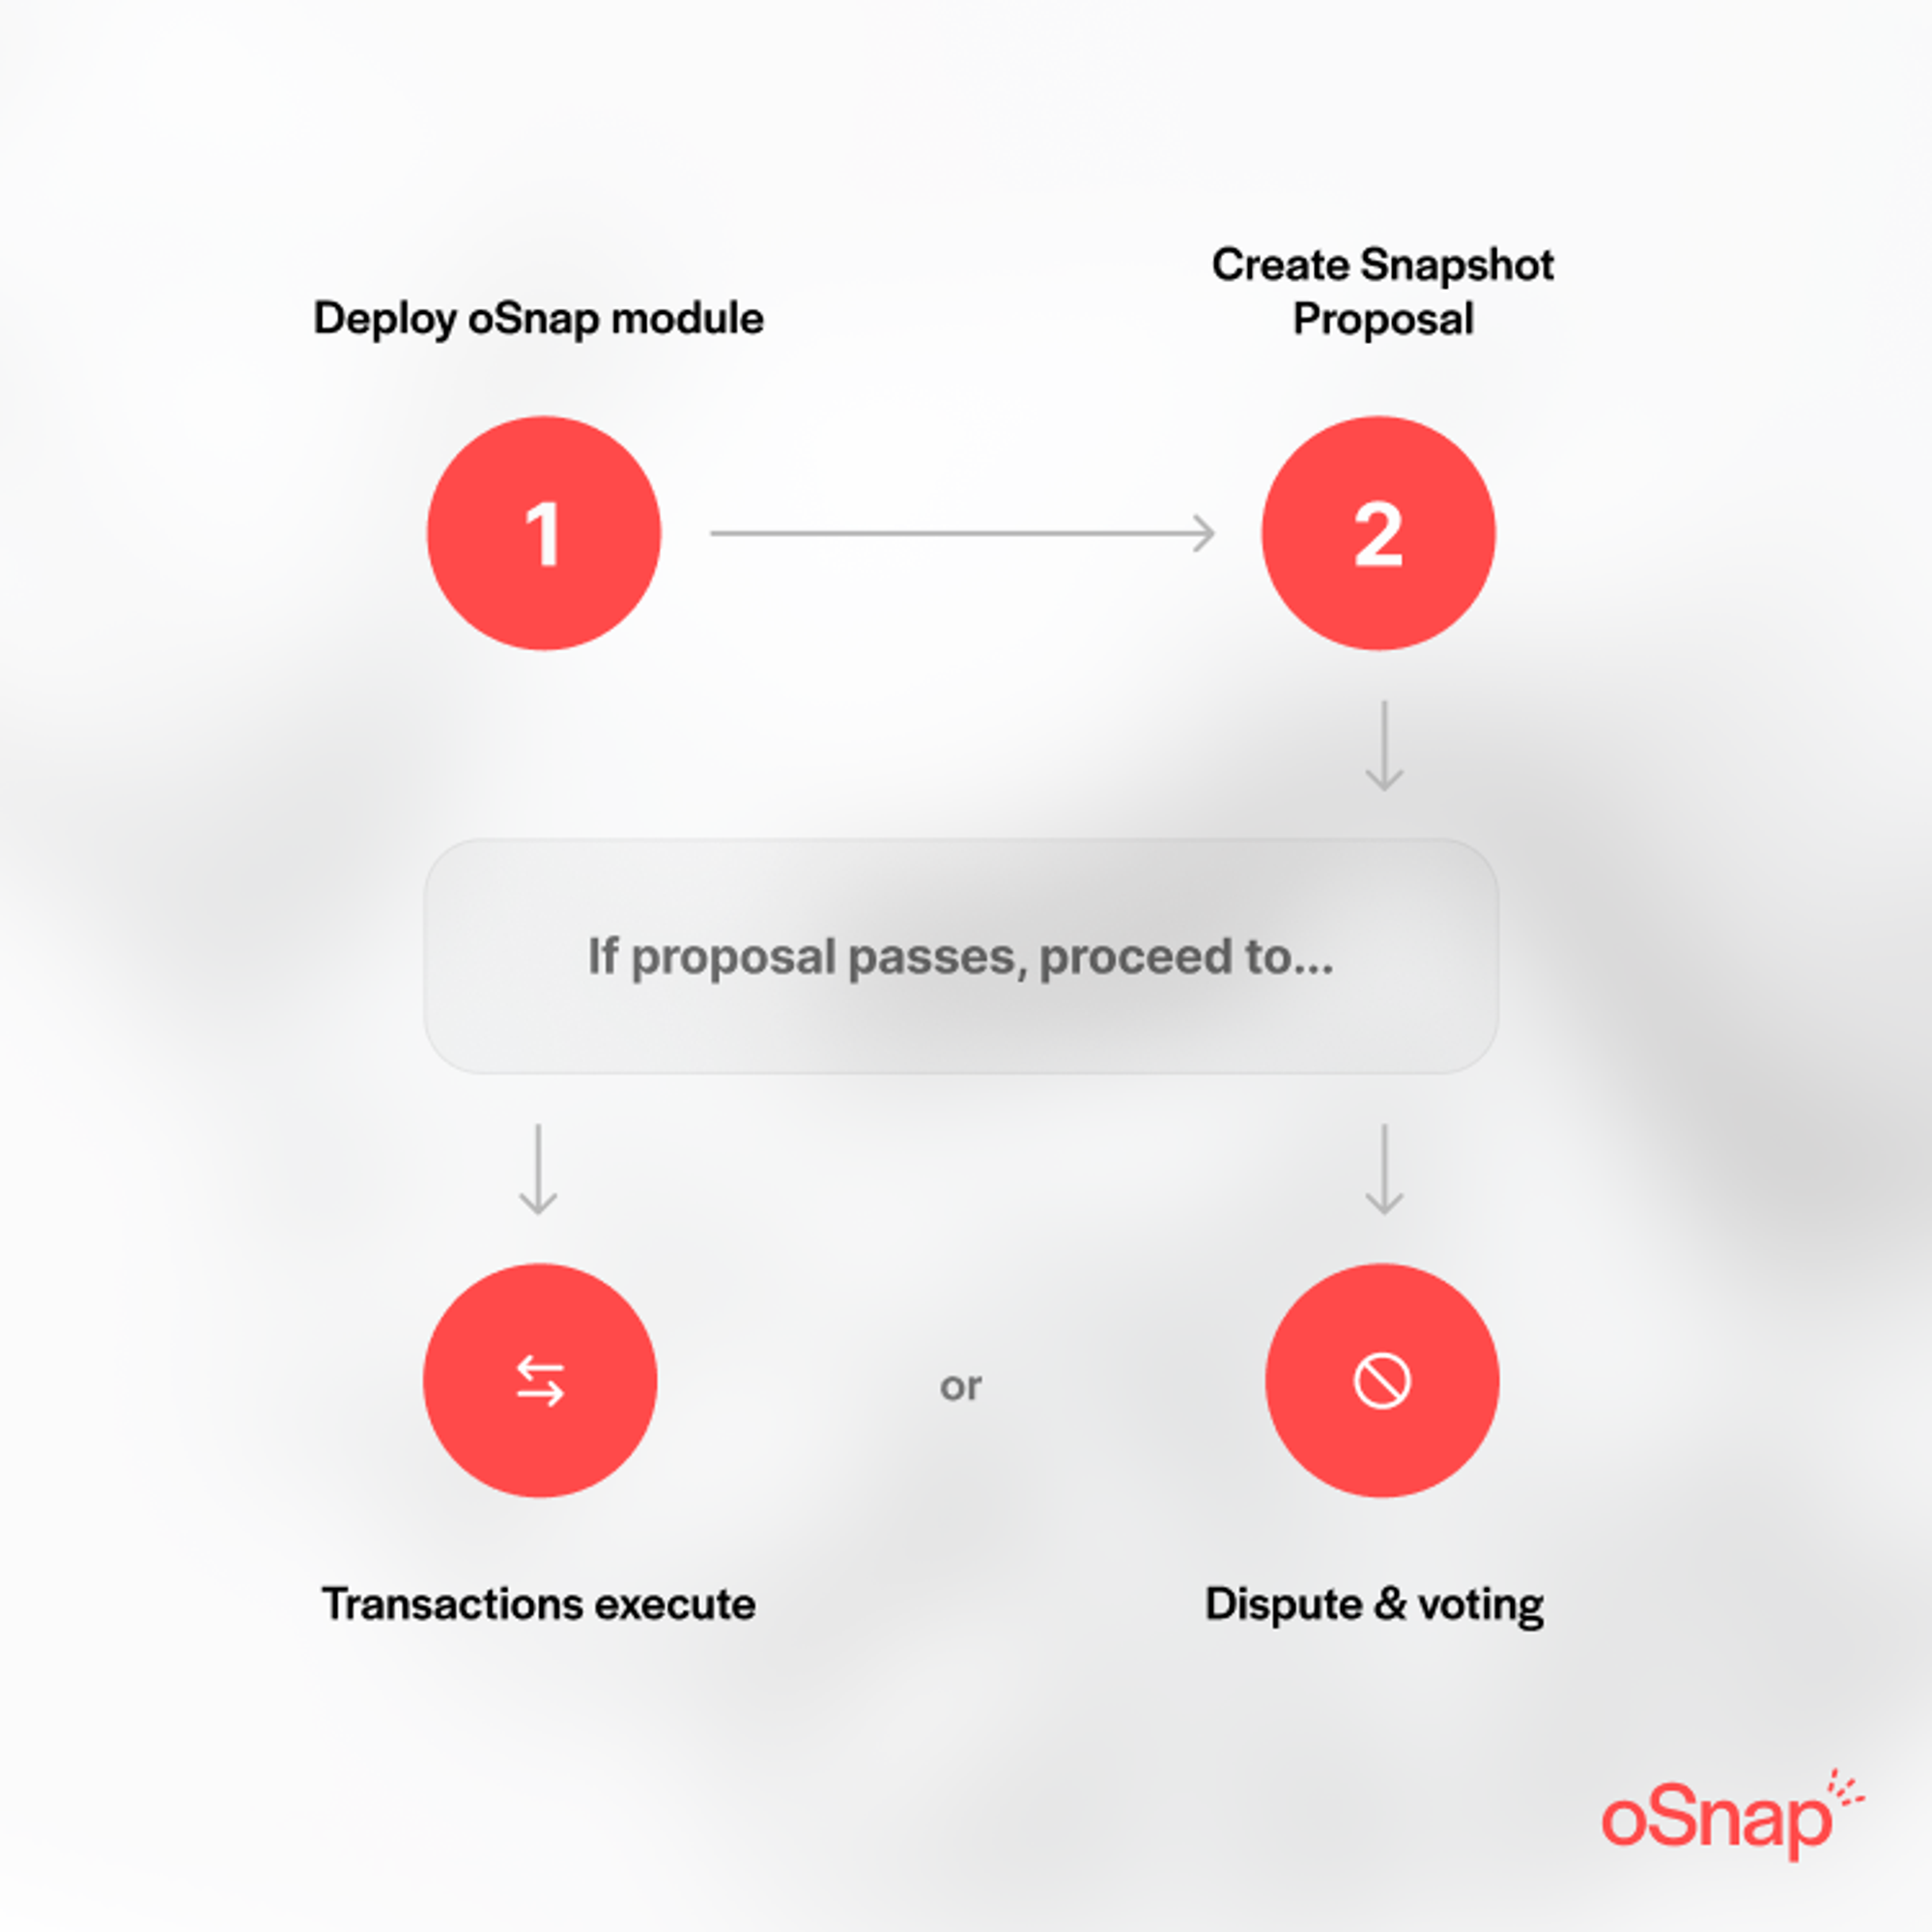 Deploy oSnap module
Create Snapshot
Proposal
1
2
If proposal passes, proceed to...
or
Transactions execute
Dispute & voting
oSnap